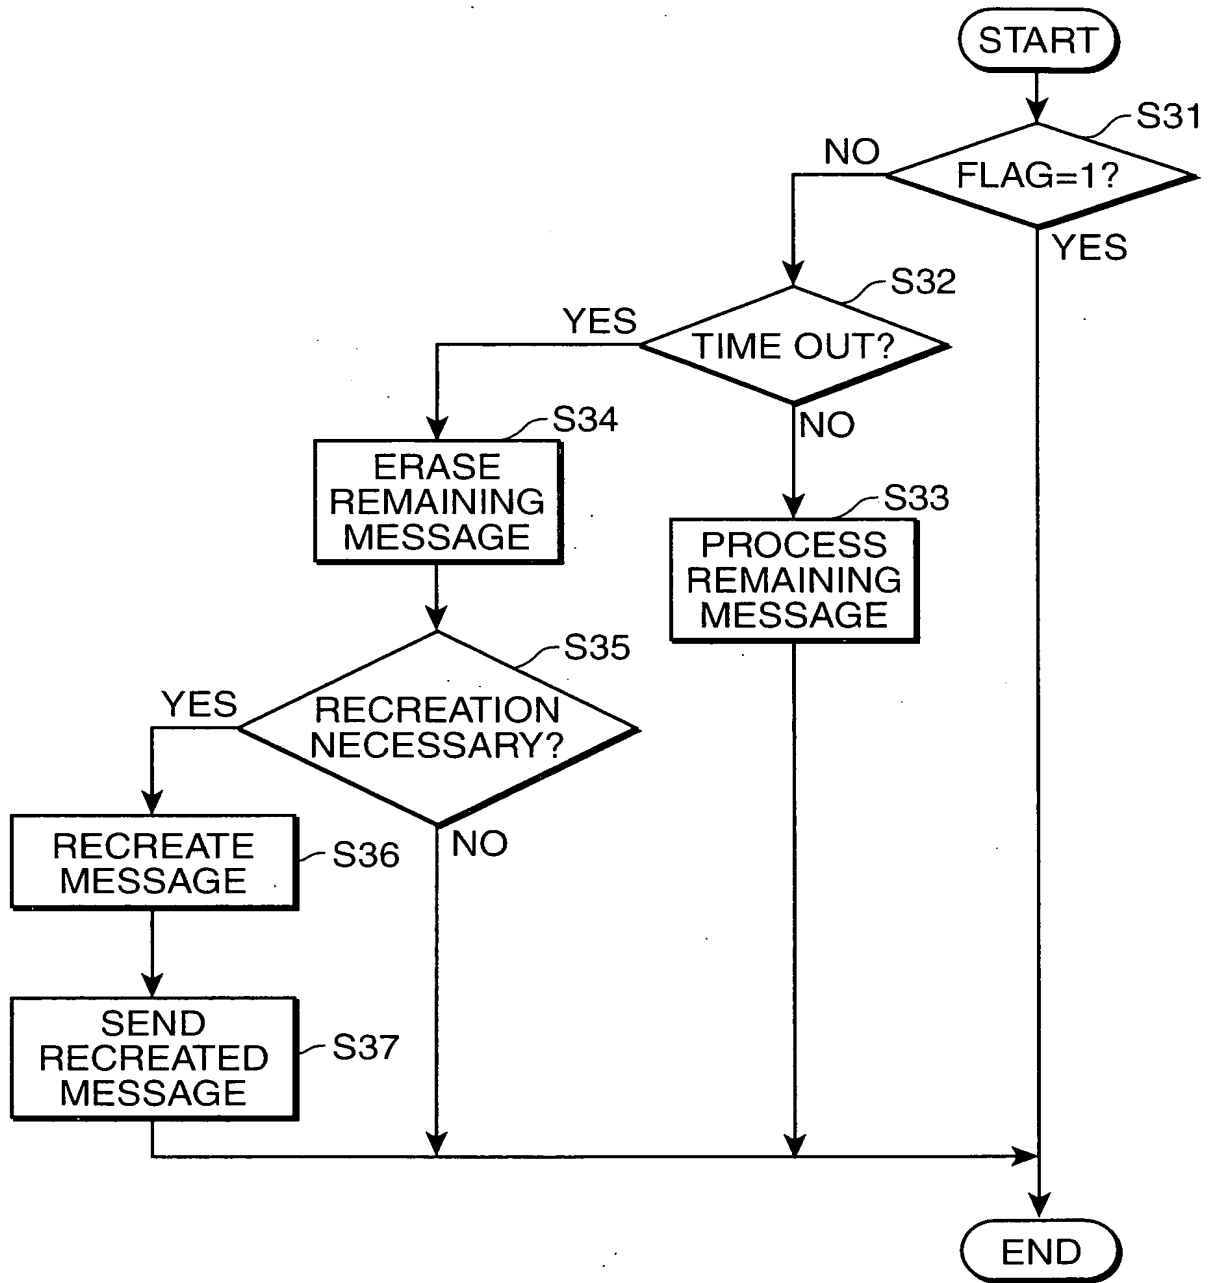 START
S31
FLAG=1?
NO
YES
S32
TIME OUT?
YES
NO
S34
ERASE
REMAINING
MESSAGE
S33
PROCESS
REMAINING
MESSAGE
S35
RECREATION
NECESSARY?
YES
NO
RECREATE
MESSAGE
S36
SEND
RECREATED
MESSAGE
S37
END